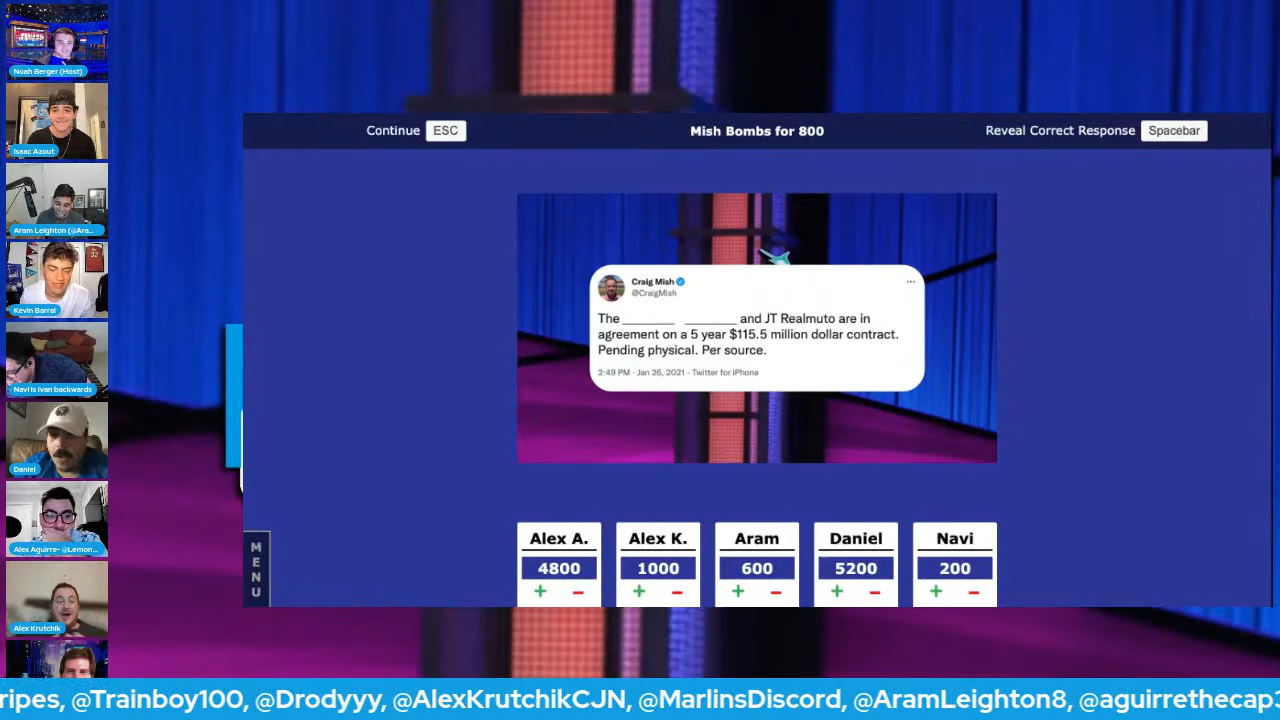 Noah Berger (Host)
Isaac Azout
Aram Leighton (@Ara...
Kevin Barral
32
Navi is Ivan backwards
Daniel
Alex Aguirre- @Lemon...
Alex Krutchik
Continue ESC
Mish Bombs for 800
Reveal Correct Response Spacebar
Craig Mish
@CraigMish
The ________ ________ and JT Realmuto are in
agreement on a 5 year $115.5 million dollar contract.
Pending physical. Per source.
2:49 PM · Jan 26, 2021 · Twitter for iPhone
MENU
Alex A. Alex K. Aram Daniel Navi
4800 1000 600 5200 200
+ − + − + − + − + −
ripes, @Trainboy100, @Drodyyy, @AlexKrutchikCJN, @MarlinsDiscord, @AramLeighton8, @aguirrethecap3